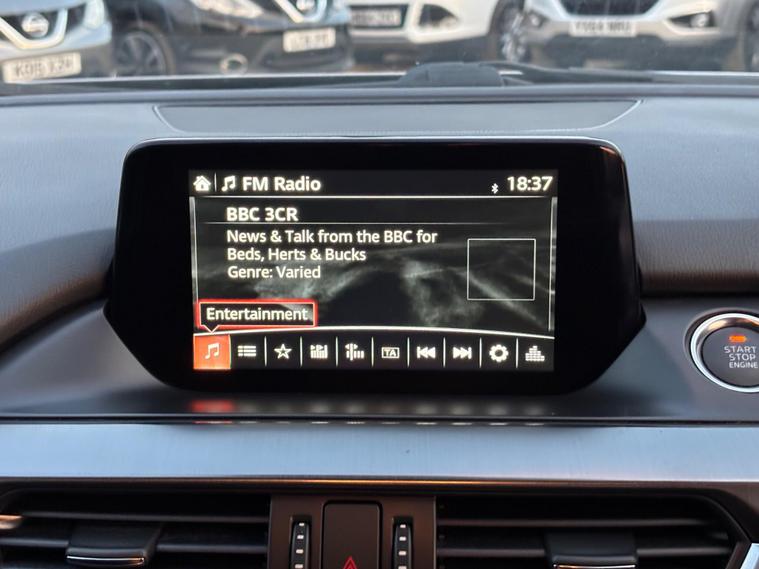 FM Radio
18:37
BBC 3CR
News & Talk from the BBC for
Beds, Herts & Bucks
Genre: Varied
Entertainment
TA
START
STOP
ENGINE